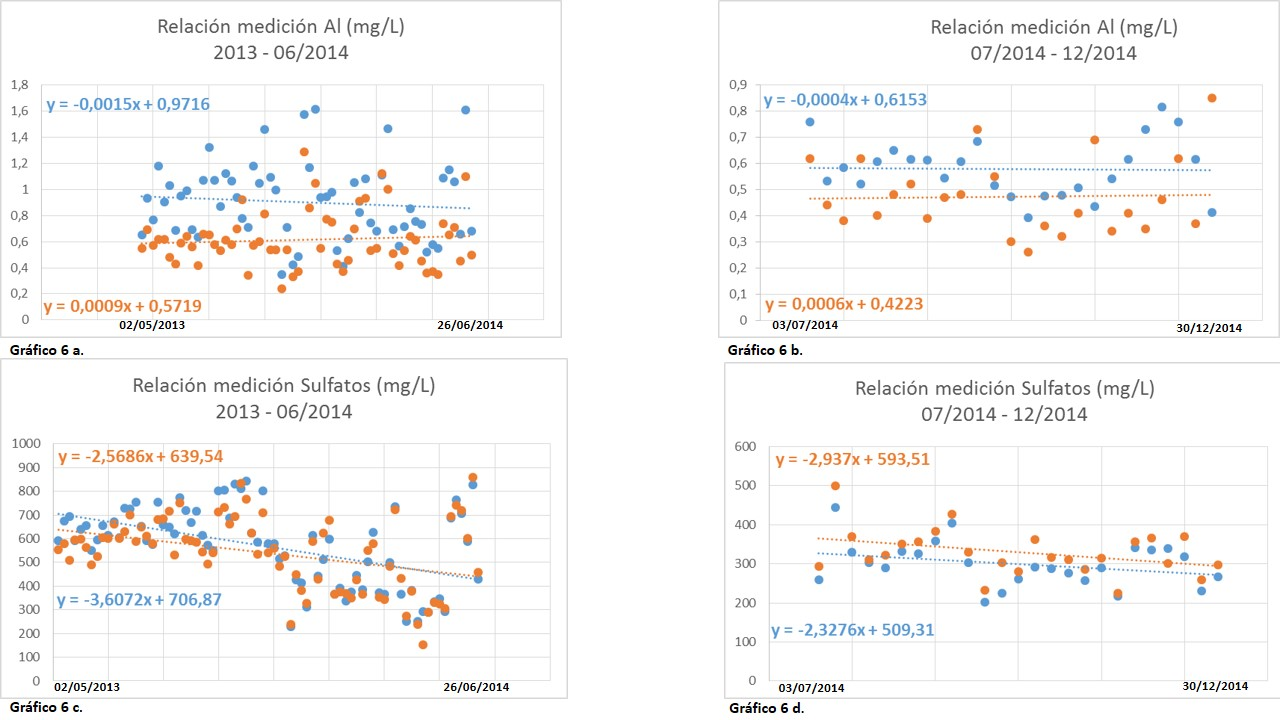 Relación medición Al (mg/L)
2013 - 06/2014
1,8
1,6
1,4
1,2
1
0,8
0,6
0,4
0,2
0
y = -0,0015x + 0,9716
y = 0,0009x + 0,5719
02/05/2013
26/06/2014
Gráfico 6 a.
Relación medición Al (mg/L)
07/2014 - 12/2014
0,9
0,8
0,7
0,6
0,5
0,4
0,3
0,2
0,1
0
y = -0,0004x + 0,6153
y = 0,0006x + 0,4223
03/07/2014
30/12/2014
Gráfico 6 b.
Relación medición Sulfatos (mg/L)
2013 - 06/2014
1000
900
800
700
600
500
400
300
200
100
0
y = -2,5686x + 639,54
y = -3,6072x + 706,87
02/05/2013
26/06/2014
Gráfico 6 c.
Relación medición Sulfatos (mg/L)
07/2014 - 12/2014
600
500
400
300
200
100
0
y = -2,937x + 593,51
y = -2,3276x + 509,31
03/07/2014
30/12/2014
Gráfico 6 d.